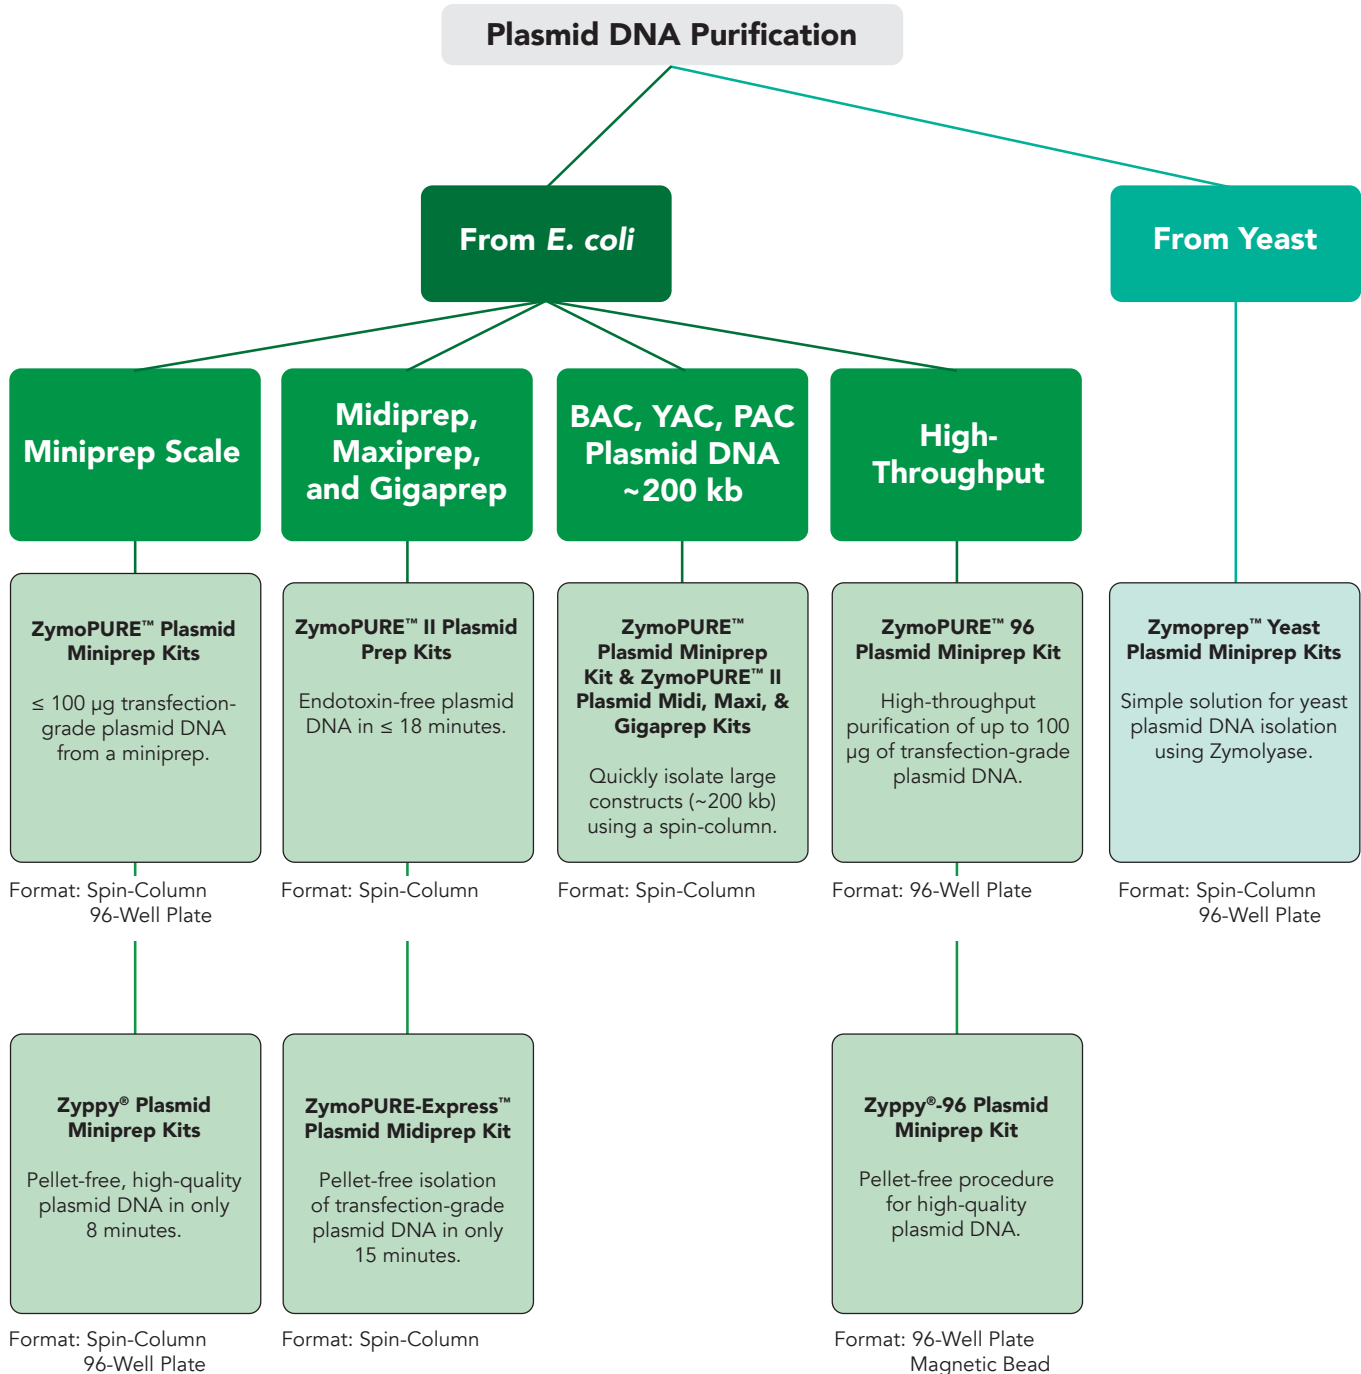 Plasmid DNA Purification
From E. coli
From Yeast
Miniprep Scale
Midiprep,
Maxiprep,
and Gigaprep
BAC, YAC, PAC
Plasmid DNA
~200 kb
High-
Throughput
ZymoPURE™ Plasmid
Miniprep Kits
≤ 100 µg transfection-
grade plasmid DNA
from a miniprep.
Format: Spin-Column
96-Well Plate
ZymoPURE™ II Plasmid
Prep Kits
Endotoxin-free plasmid
DNA in ≤ 18 minutes.
Format: Spin-Column
ZymoPURE™
Plasmid Miniprep
Kit & ZymoPURE™ II
Plasmid Midi, Maxi, &
Gigaprep Kits
Quickly isolate large
constructs (~200 kb)
using a spin-column.
Format: Spin-Column
ZymoPURE™ 96
Plasmid Miniprep Kit
High-throughput
purification of up to 100
µg of transfection-grade
plasmid DNA.
Format: 96-Well Plate
Zymoprep™ Yeast
Plasmid Miniprep Kits
Simple solution for yeast
plasmid DNA isolation
using Zymolyase.
Format: Spin-Column
96-Well Plate
Zyppy® Plasmid
Miniprep Kits
Pellet-free, high-quality
plasmid DNA in only
8 minutes.
Format: Spin-Column
96-Well Plate
ZymoPURE-Express™
Plasmid Midiprep Kit
Pellet-free isolation
of transfection-grade
plasmid DNA in only
15 minutes.
Format: Spin-Column
Zyppy®-96 Plasmid
Miniprep Kit
Pellet-free procedure
for high-quality
plasmid DNA.
Format: 96-Well Plate
Magnetic Bead